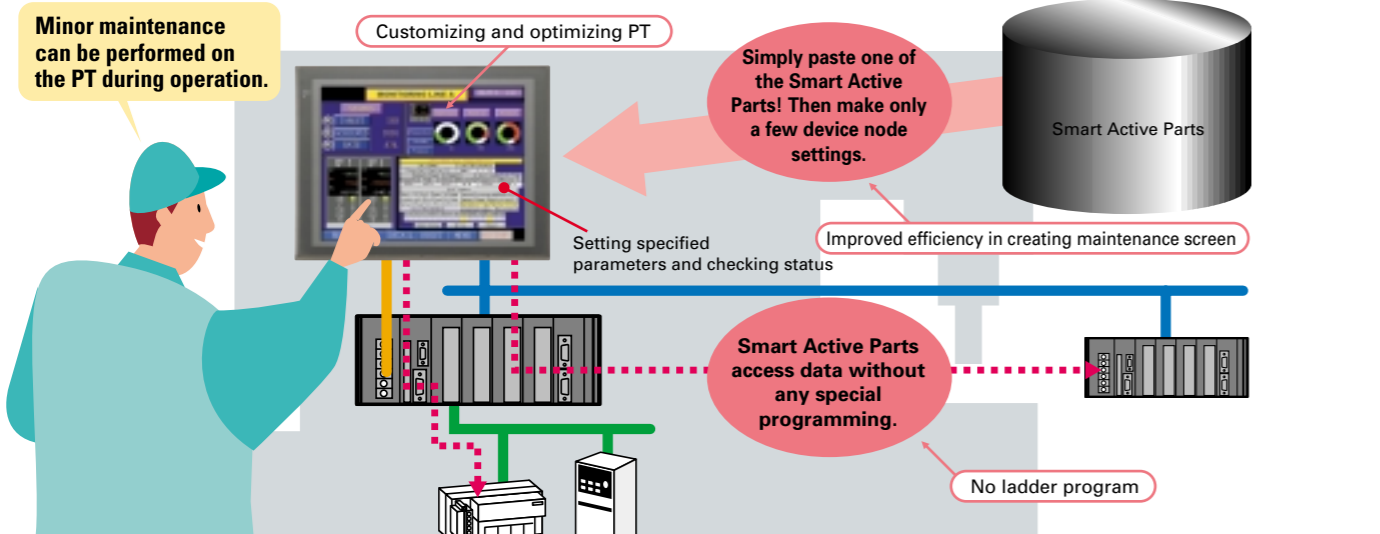 Minor maintenance
can be performed on
the PT during operation.
Customizing and optimizing PT
Simply paste one of
the Smart Active
Parts! Then make only
a few device node
settings.
Smart Active Parts
Improved efficiency in creating maintenance screen
Setting specified
parameters and checking status
Smart Active Parts
access data without
any special
programming.
No ladder program